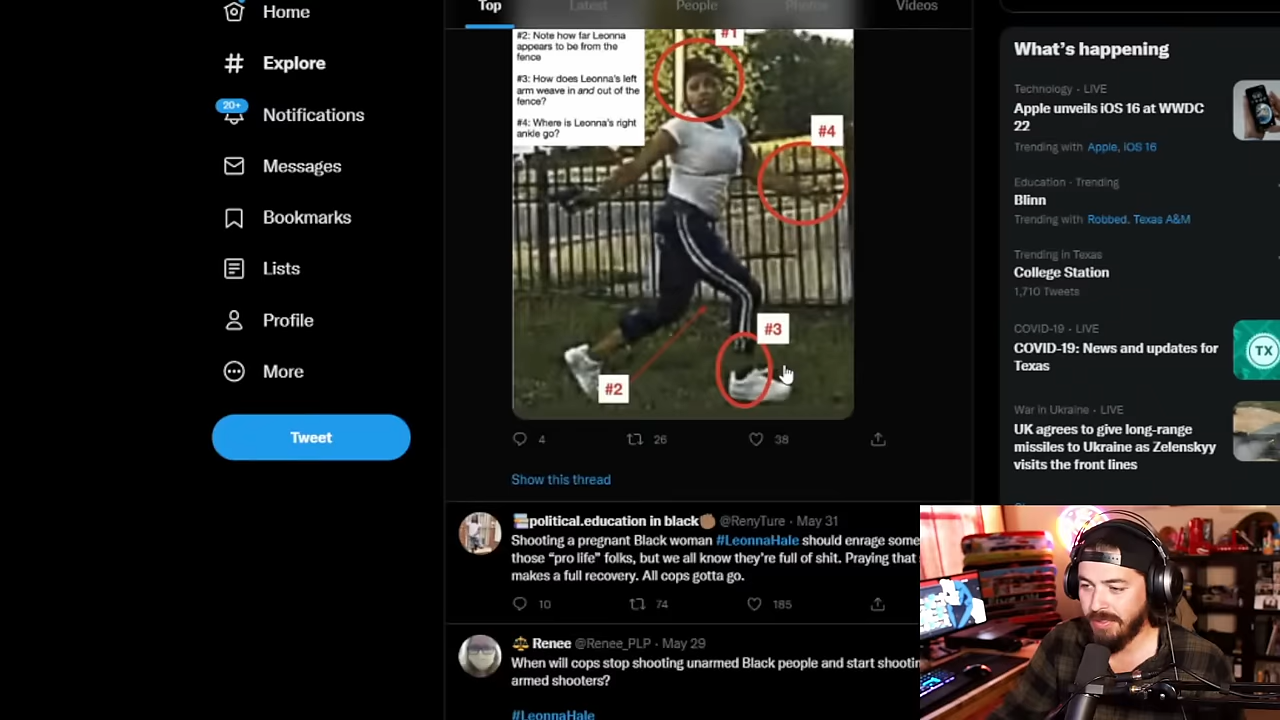 Home
Explore
20+
Notifications
Messages
Bookmarks
Lists
Profile
More
Tweet
Top
Latest
People
Photos
Videos
#2: Note how far Leonna
appears to be from the
fence
#3: How does Leonna's left
arm weave in and out of the
fence?
#4: Where is Leonna's right
ankle go?
#1
#4
#3
#2
4
26
38
Show this thread
political.education in black @RenyTure · May 31
Shooting a pregnant Black woman #LeonnaHale should enrage some
those “pro life” folks, but we all know they're full of shit. Praying that
makes a full recovery. All cops gotta go.
10
74
185
Renee @Renee_PLP · May 29
When will cops stop shooting unarmed Black people and start
armed shooters?
#LeonnaHale
What's happening
Technology · LIVE
Apple unveils iOS 16 at WWDC
22
Trending with Apple, iOS 16
Education · Trending
Blinn
Trending with Robbed, Texas A&M
Trending in Texas
College Station
1,710 Tweets
COVID-19 · LIVE
COVID-19: News and updates for
Texas
TX
War in Ukraine · LIVE
UK agrees to give long-range
missiles to Ukraine as Zelenskyy
visits the front lines